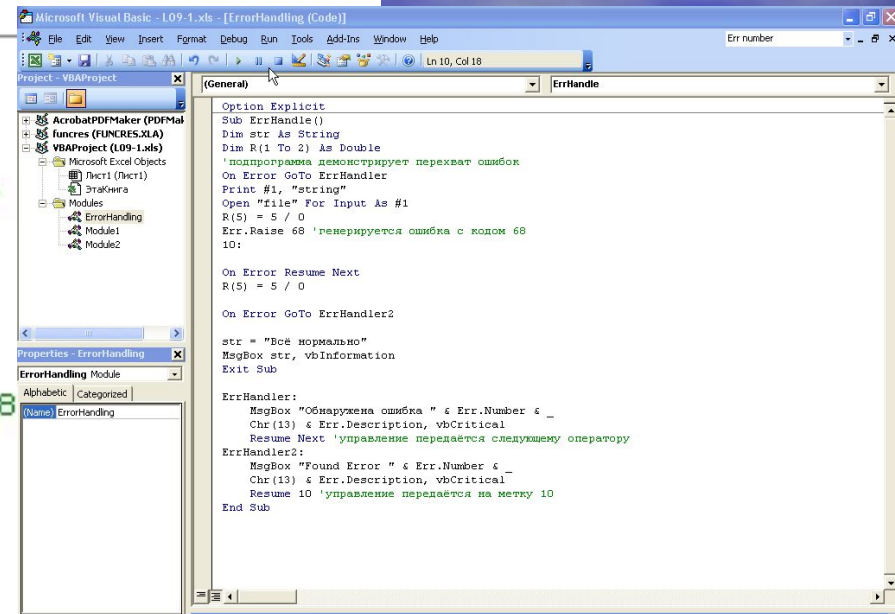 Microsoft Visual Basic - L09-1.xls - [ErrorHandling (Code)]
File Edit View Insert Format Debug Run Tools Add-Ins Window Help
Err number
Ln 10, Col 18
Project - VBAProject
(General)
ErrHandle
AcrobatPDFMaker (PDFMal
funcres (FUNCRES.XLA)
VBAProject (L09-1.xls)
Microsoft Excel Objects
Лист1 (Лист1)
ЭтаКнига
Modules
ErrorHandling
Module1
Module2
Properties - ErrorHandling
ErrorHandling Module
Alphabetic Categorized
(Name) ErrorHandling
8
Option Explicit
Sub ErrHandle()
Dim str As String
Dim R(1 To 2) As Double
'подпрограмма демонстрирует перехват ошибок
On Error GoTo ErrHandler
Print #1, "string"
Open "file" For Input As #1
R(5) = 5 / 0
Err.Raise 68 'генерируется ошибка с кодом 68
10:
On Error Resume Next
R(5) = 5 / 0
On Error GoTo ErrHandler2
str = "Всё нормально"
MsgBox str, vbInformation
Exit Sub
ErrHandler:
MsgBox "Обнаружена ошибка " & Err.Number & _
Chr(13) & Err.Description, vbCritical
Resume Next 'управление передаётся следующему оператору
ErrHandler2:
MsgBox "Found Error " & Err.Number & _
Chr(13) & Err.Description, vbCritical
Resume 10 'управление передаётся на метку 10
End Sub